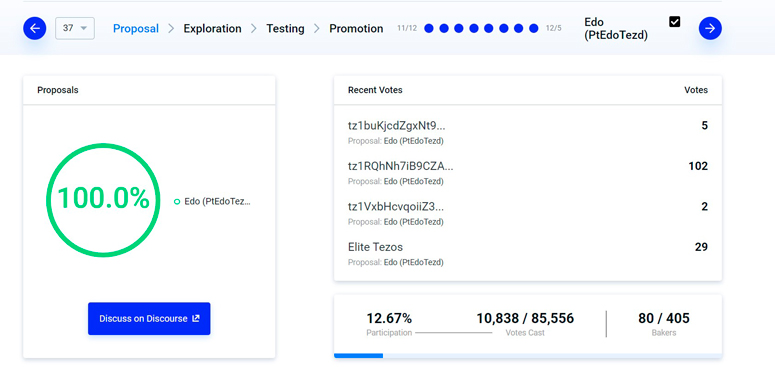 37 Proposal Exploration Testing Promotion 11/12 12/5 Edo
(PtEdoTezd)
Proposals
100.0%
Edo (PtEdoTez...
Discuss on Discourse
Recent Votes Votes
tz1buKjcdZgxNt9... 5
Proposal: Edo (PtEdoTezd)
tz1RQhNh7iB9CZA... 102
Proposal: Edo (PtEdoTezd)
tz1VxbHcvqoiiZ3... 2
Proposal: Edo (PtEdoTezd)
Elite Tezos 29
Proposal: Edo (PtEdoTezd)
12.67% 10,838 / 85,556 80 / 405
Participation Votes Cast Bakers